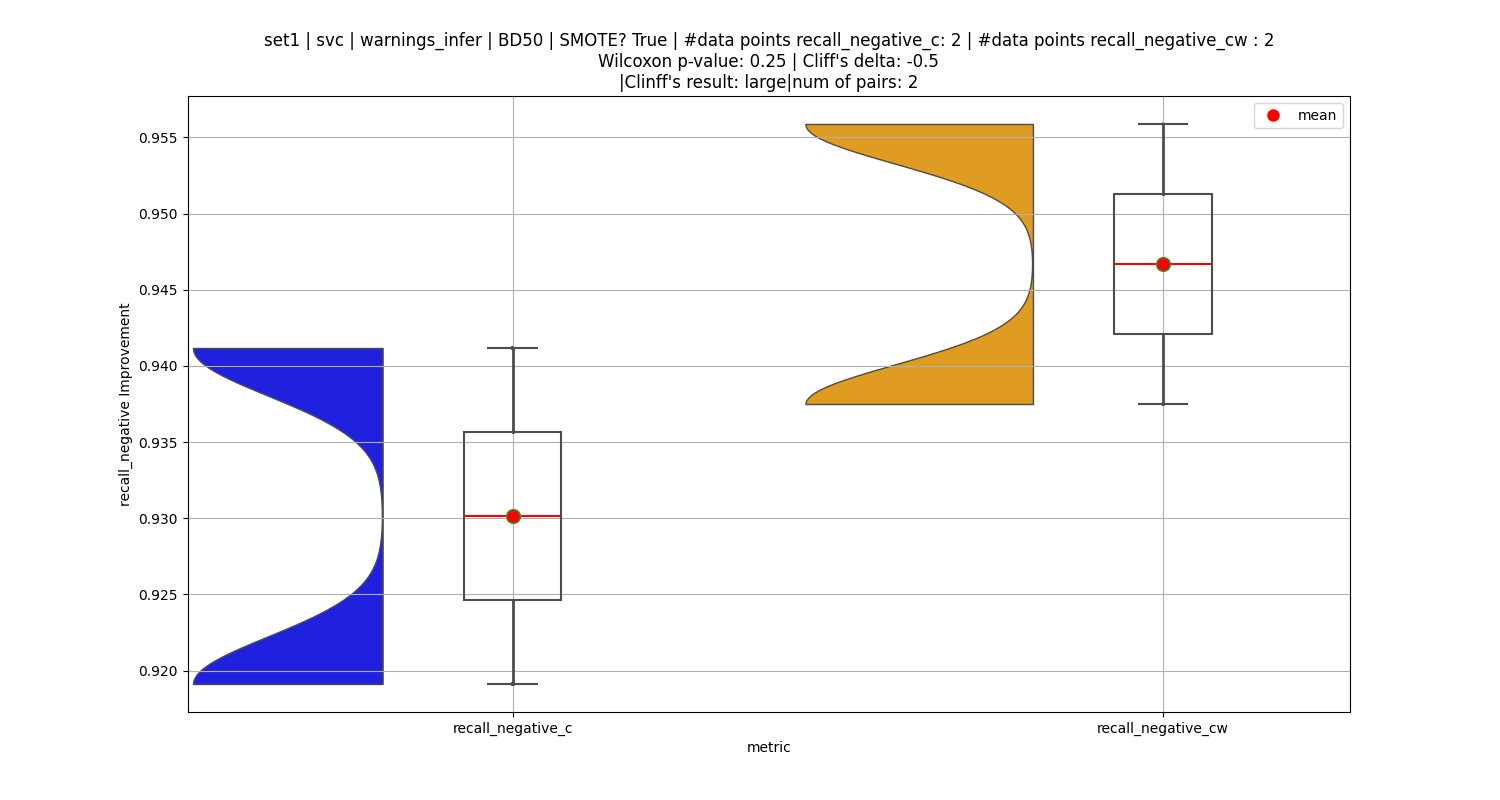 set1 | svc | warnings_infer | BD50 | SMOTE? True | #data points recall_negative_c: 2 | #data points recall_negative_cw : 2
Wilcoxon p-value: 0.25 | Cliff's delta: -0.5
|Clinff's result: large|num of pairs: 2
mean
0.955
0.950
0.945
0.940
0.935
0.930
0.925
0.920
recall_negative Improvement
recall_negative_c
recall_negative_cw
metric